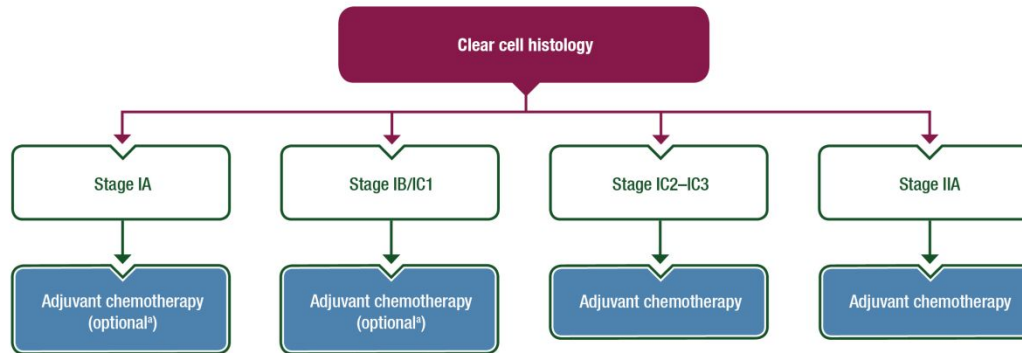 Clear cell histology
Stage IA
Stage IB/IC1
Stage IC2–IC3
Stage IIA
Adjuvant chemotherapy
(optionalª)
Adjuvant chemotherapy
(optionalª)
Adjuvant chemotherapy
Adjuvant chemotherapy